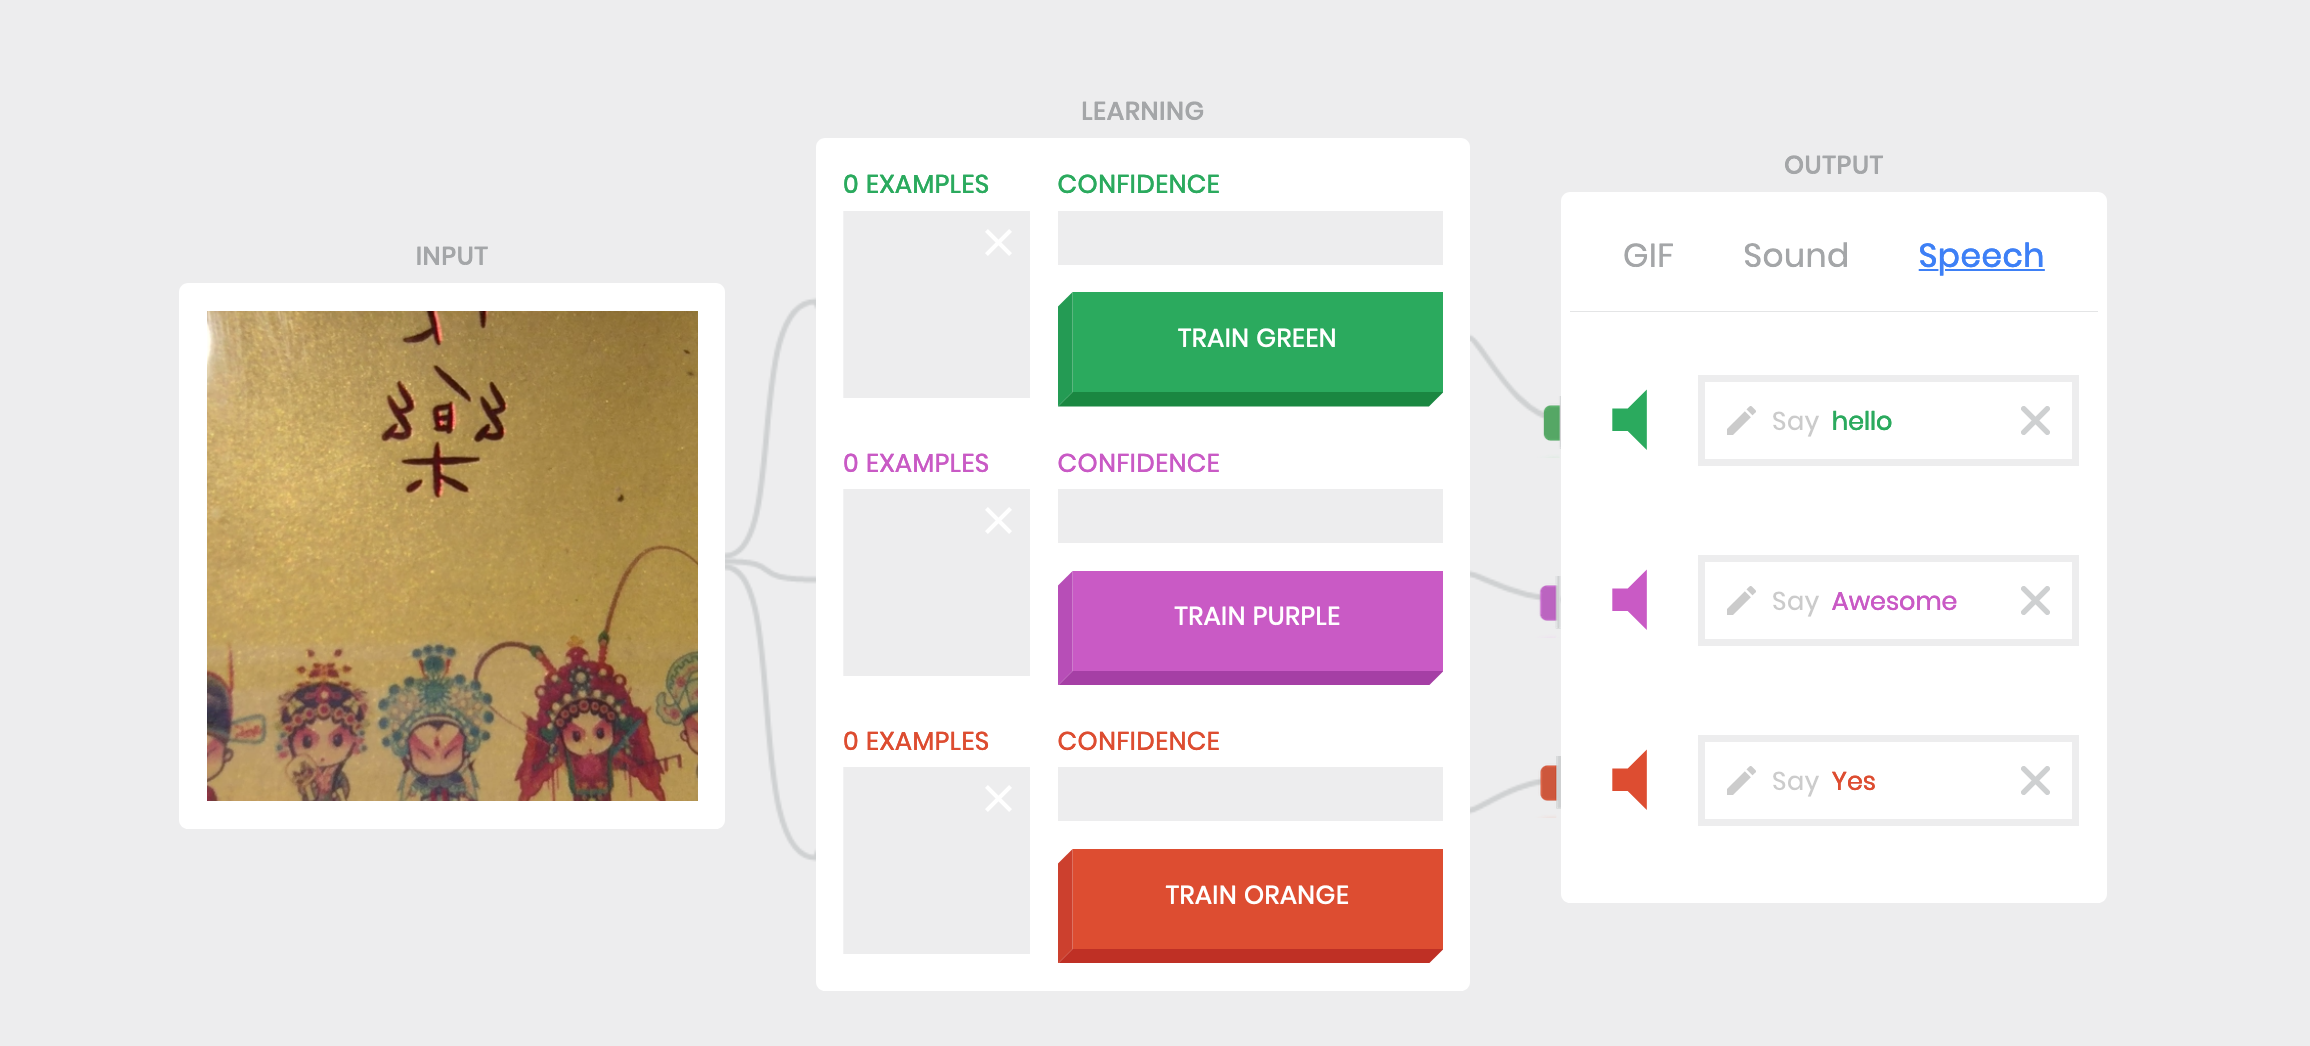 LEARNING
OUTPUT
INPUT
0 EXAMPLES CONFIDENCE
TRAIN GREEN
0 EXAMPLES CONFIDENCE
TRAIN PURPLE
0 EXAMPLES CONFIDENCE
TRAIN ORANGE
GIF Sound Speech
Say hello
Say Awesome
Say Yes
樂